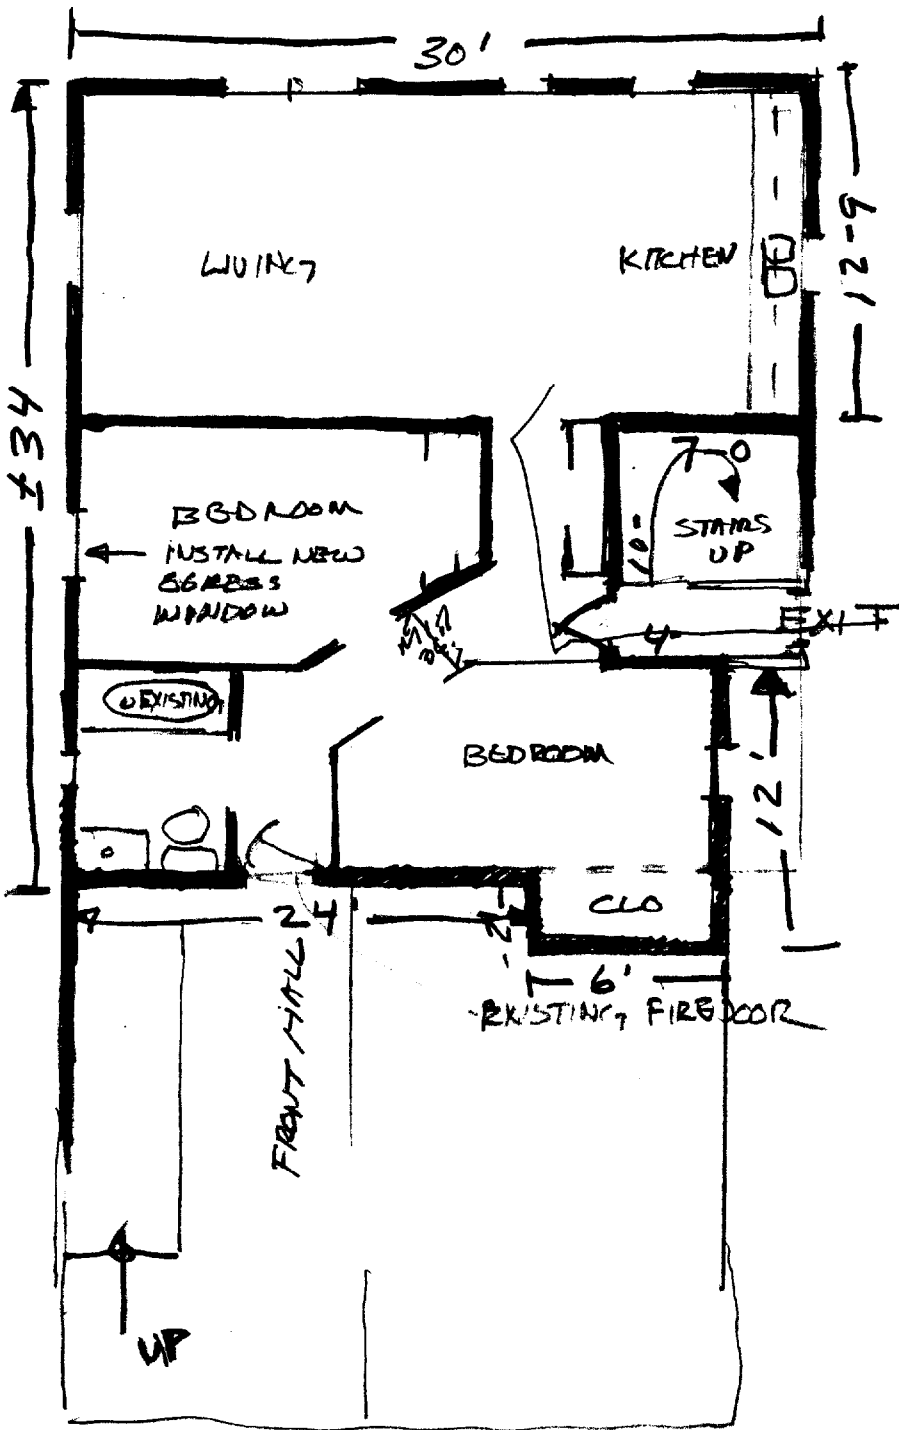 30'
LIVING
KITCHEN
12-9
±34
BEDROOM
INSTALL NEW
EGRESS
WINDOW
7-0
10-
STAIRS
UP
EXIT
4-
EXISTING
BEDROOM
12'
CLO
24
-2-
6'
EXISTING FIREDOOR
FRONT HALL
UP